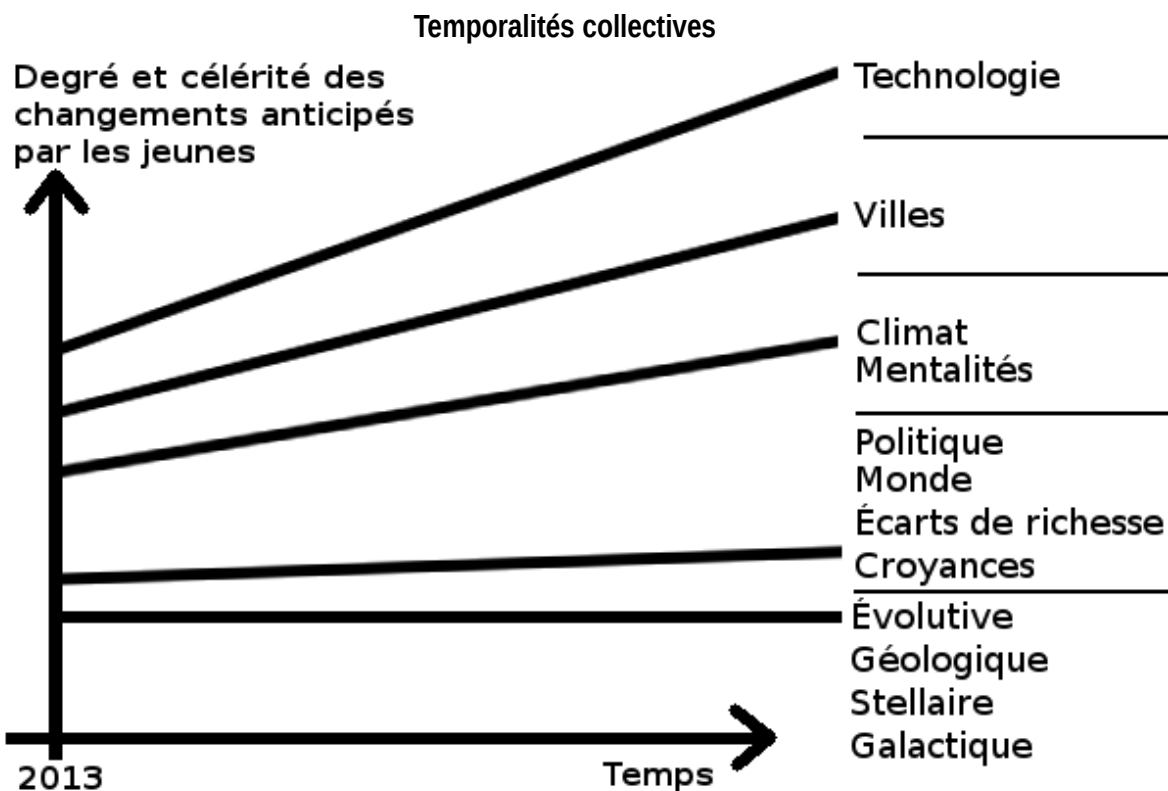 Temporalités collectives
Degré et célérité des
changements anticipés
par les jeunes
Technologie
Villes
Climat
Mentalités
Politique
Monde
Écarts de richesse
Croyances
Évolutive
Géologique
Stellaire
Galactique
2013
Temps